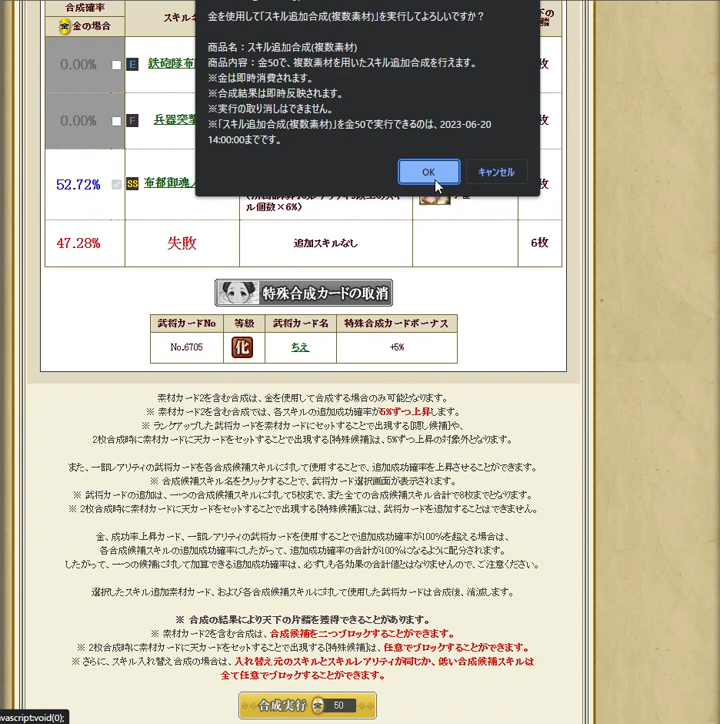 合成確率
金の場合
スキル名
下の
片勝
金を使用して「スキル追加合成(複数素材)」を実行してよろしいですか？
商品名：スキル追加合成(複数素材)
商品内容：金50で、複数素材を用いたスキル追加合成を行えます。
※金は即時消費されます。
※合成結果は即時反映されます。
※実行の取り消しはできません。
※「スキル追加合成(複数素材)」を金50で実行できるのは、2023-06-20
14:00:00までです。
OK
キャンセル
0.00%
E
鉄砲隊布
枚
0.00%
F
兵器突撃
枚
52.72%
SS
布都御魂
ル個数×6%)
枚
47.28%
失敗
追加スキルなし
6枚
特殊合成カードの取消
武将カードNo 等級 武将カード名 特殊合成カードボーナス
No.6705 化 ちえ +5%
素材カード2を含む合成は、金を使用して合成する場合のみ可能となります。
※ 素材カード2を含む合成では、各スキルの追加成功確率が5%ずつ上昇します。
※ ランクアップした武将カードを素材カードにセットすることで出現する[隠し候補]や、
2枚合成時に素材カードに天カードをセットすることで出現する[特殊候補]は、5%ずつ上昇の対象外となります。
また、一部レアリティの武将カードを各合成候補スキルに対して使用することで、追加成功確率を上昇させることができます。
※ 合成候補スキル名をクリックすることで、武将カード選択画面が表示されます。
※ 武将カードの追加は、一つの合成候補スキルに対して5枚まで、また全ての合成候補スキル合計で8枚までとなります。
※ 2枚合成時に素材カードに天カードをセットすることで出現する[特殊候補]には、武将カードを追加することはできません。
金、成功率上昇カード、一部レアリティの武将カードを使用することで追加成功確率が100%を超える場合は、
各合成候補スキルの追加成功確率にしたがって、追加成功確率の合計が100%になるように配分されます。
したがって、一つの候補に対して加算できる追加成功確率は、必ずしも各効果の合計値とはなりませんので、ご注意ください。
選択したスキル追加素材カード、および各合成候補スキルに対して使用した武将カードは合成後、消滅します。
※ 合成の結果により天下の片勝を獲得できることがあります。
※ 素材カード2を含む合成は、合成候補を二つブロックすることができます。
※ 2枚合成時に素材カードに天カードをセットすることで出現する[特殊候補]は、任意でブロックすることができます。
※ さらに、スキル入れ替え合成の場合は、入れ替え元のスキルとスキルレアリティが同じか、低い合成候補スキルは
全て任意でブロックすることができます。
合成実行 50
vascript:void(0);